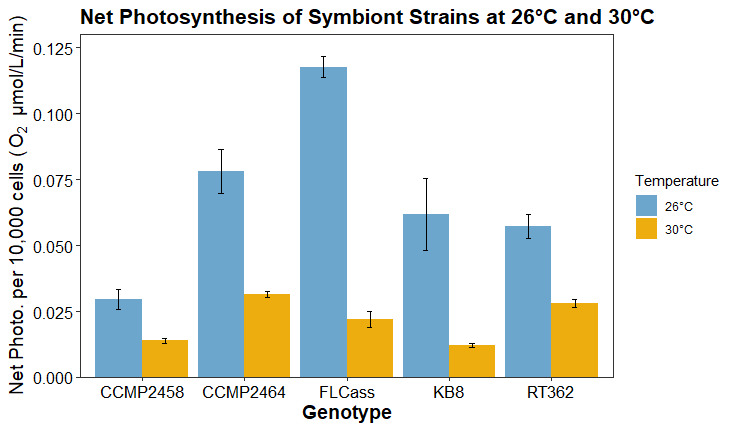 Net Photosynthesis of Symbiont Strains at 26°C and 30°C
Net Photo. per 10,000 cells ( O₂  µmol/L/min)
0.125
0.100
0.075
0.050
0.025
0.000
CCMP2458 CCMP2464 FLCass KB8 RT362
Genotype
Temperature
26°C
30°C